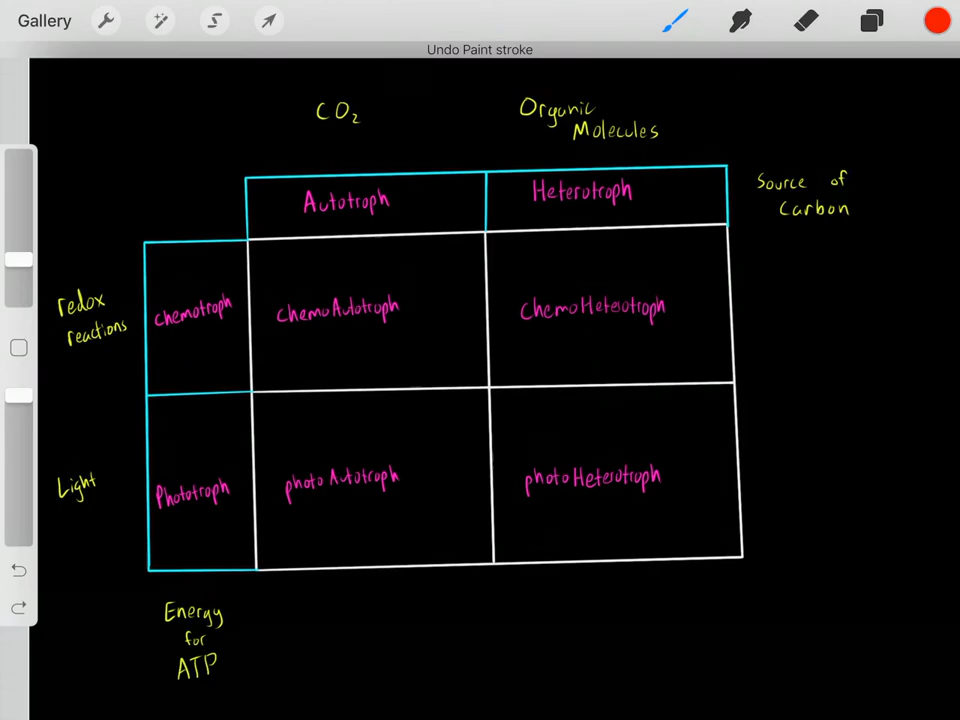 Gallery
Undo Paint stroke
CO₂
Organic
Molecules
Source of
Carbon
Autotroph
Heterotroph
redox
reactions
chemotroph
chemoAutotroph
ChemoHeterotroph
Light
Phototroph
photoAutotroph
photoHeterotroph
Energy
for
ATP